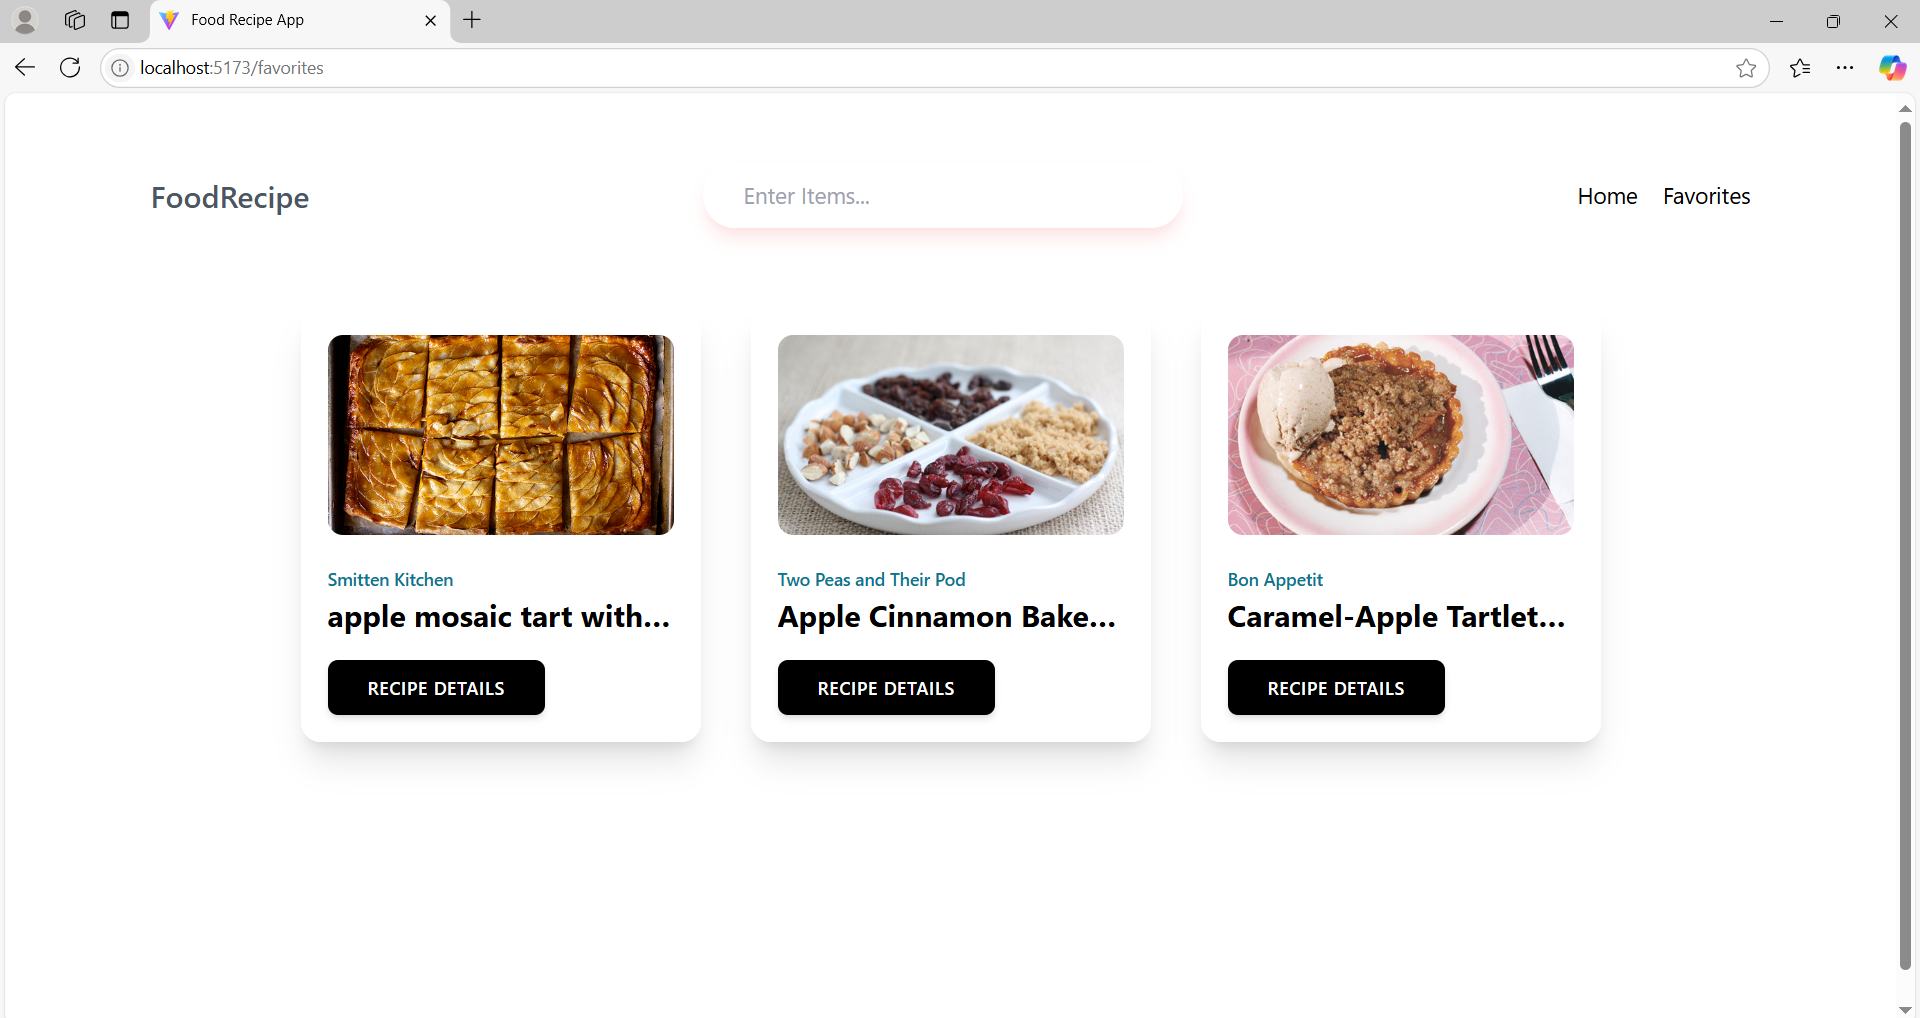 Food Recipe App
localhost:5173/favorites
FoodRecipe
Enter Items...
Home
Favorites
Smitten Kitchen
apple mosaic tart with...
RECIPE DETAILS
Two Peas and Their Pod
Apple Cinnamon Bake...
RECIPE DETAILS
Bon Appetit
Caramel-Apple Tartlet...
RECIPE DETAILS